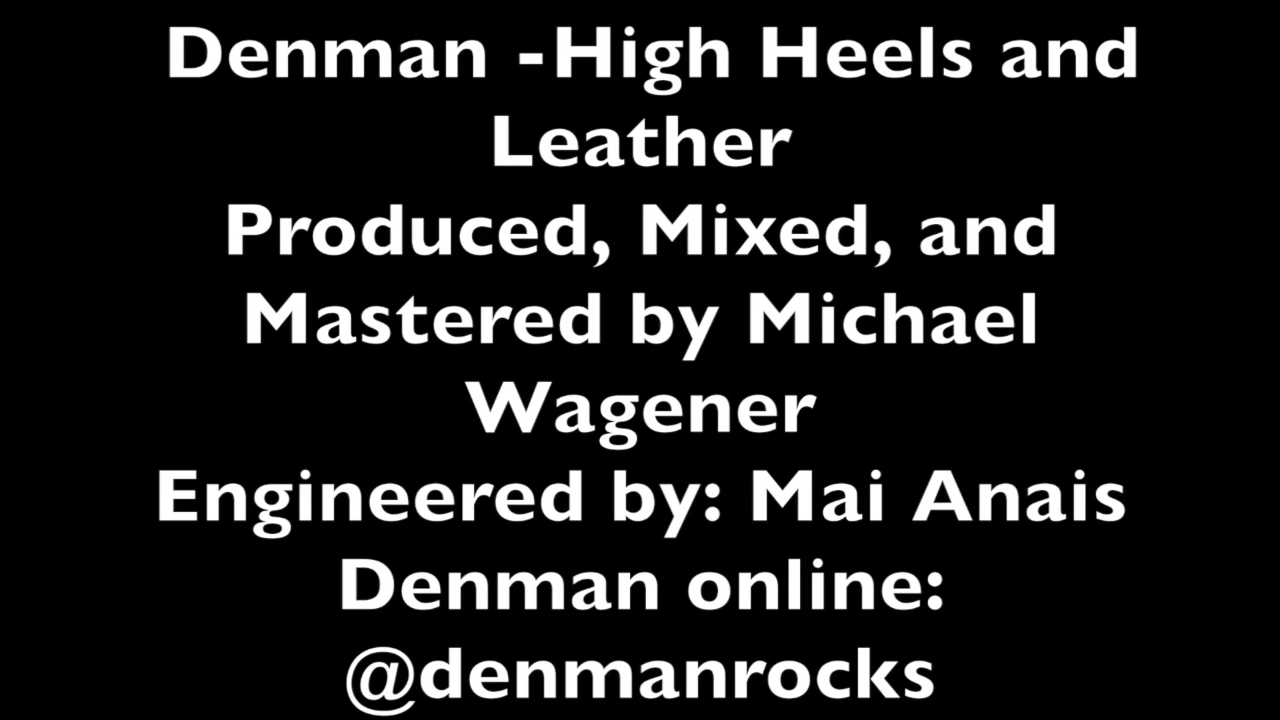 Denman -High Heels and
Leather
Produced, Mixed, and
Mastered by Michael
Wagener
Engineered by: Mai Anais
Denman online:
@denmanrocks